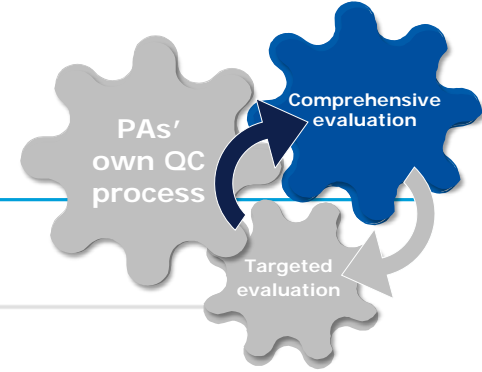 PAs'
own QC
process
Comprehensive
evaluation
Targeted
evaluation